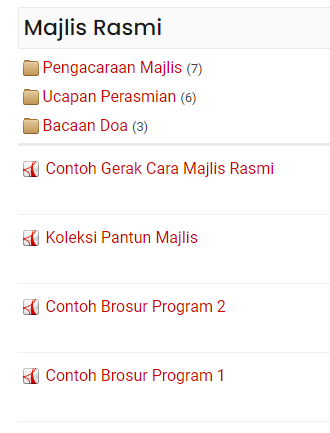 Majlis Rasmi
Pengacaraan Majlis (7)
Ucapan Perasmian (6)
Bacaan Doa (3)
Contoh Gerak Cara Majlis Rasmi
Koleksi Pantun Majlis
Contoh Brosur Program 2
Contoh Brosur Program 1